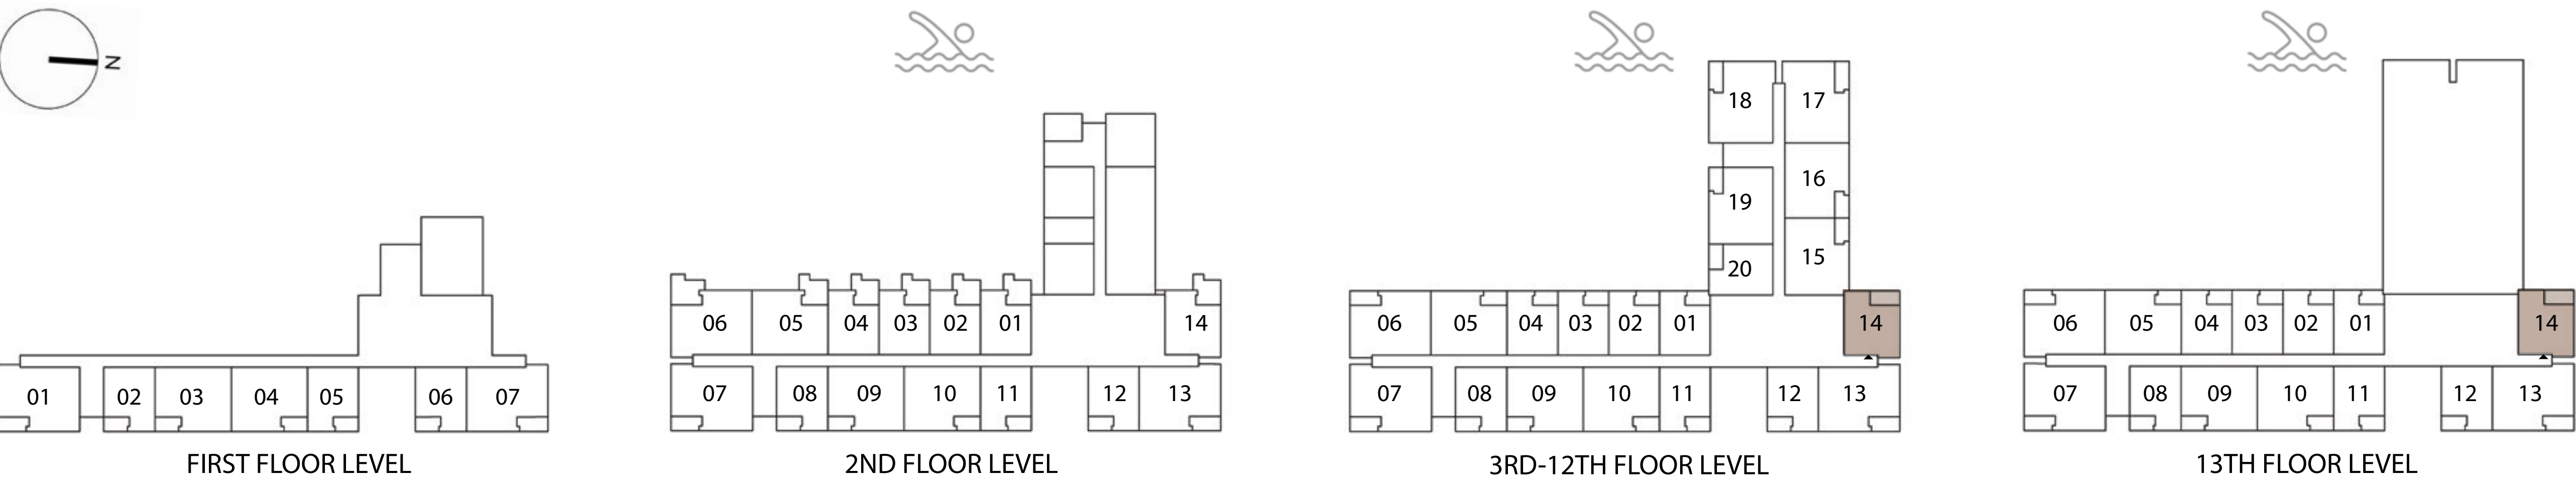 N
01 02 03 04 05 06 07
FIRST FLOOR LEVEL
06 05 04 03 02 01 14
07 08 09 10 11 12 13
2ND FLOOR LEVEL
18 17
16
19
15
20
06 05 04 03 02 01 14
07 08 09 10 11 12 13
3RD-12TH FLOOR LEVEL
06 05 04 03 02 01 14
07 08 09 10 11 12 13
13TH FLOOR LEVEL